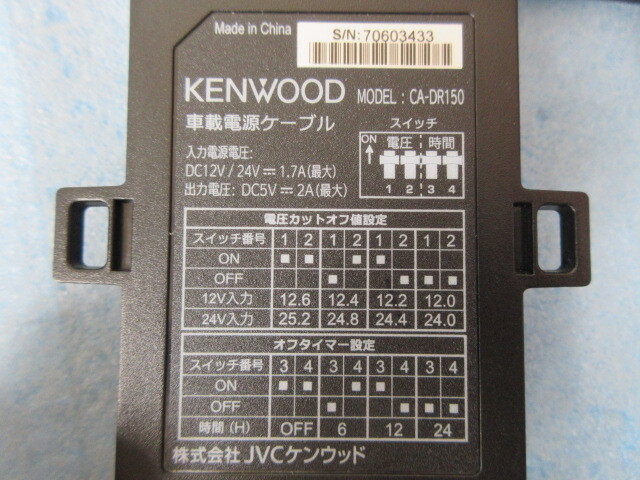 Made in China
S/N: 70603433
KENWOOD MODEL : CA-DR150
車載電源ケーブル
スイッチ
入力電源電圧:
DC12V / 24V ⎓ 1.7A(最大)
出力電圧: DC5V ⎓ 2A(最大)
ON 電圧 時間
1 2 3 4
電圧カットオフ値設定
スイッチ番号 1 2 1 2 1 2 1 2
ON ■ ■ ■ ■
OFF ■ ■ ■ ■
12V入力 12.6 12.4 12.2 12.0
24V入力 25.2 24.8 24.4 24.0
オフタイマー設定
スイッチ番号 3 4 3 4 3 4 3 4
ON ■ ■ ■ ■
OFF ■ ■ ■ ■
時間 (H) OFF 6 12 24
株式会社 JVCケンウッド